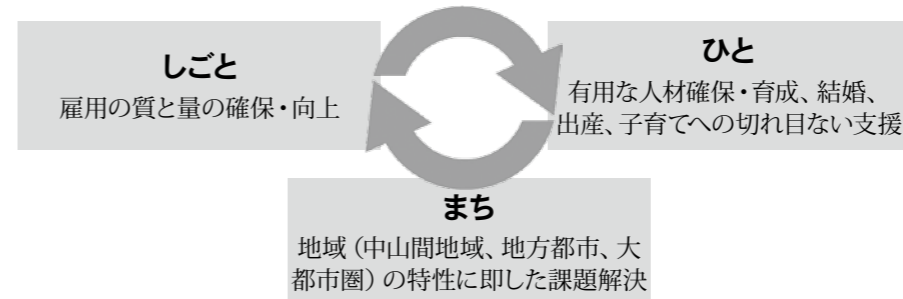 しごと
雇用の質と量の確保・向上
ひと
有用な人材確保・育成、結婚、
出産、子育てへの切れ目ない支援
まち
地域（中山間地域、地方都市、大
都市圏）の特性に即した課題解決